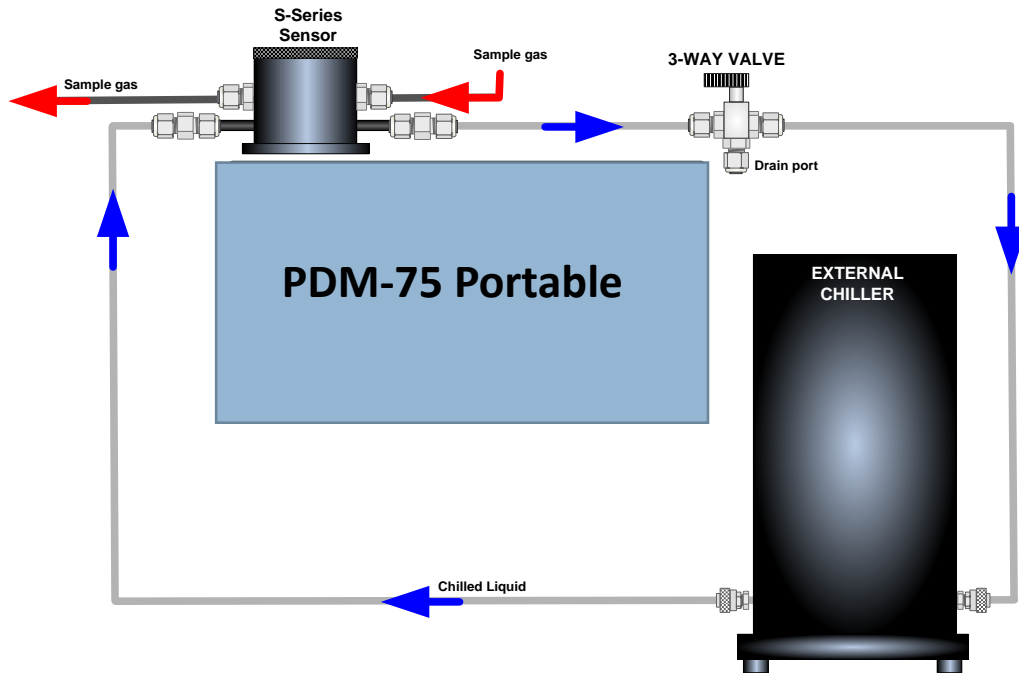 S-Series
Sensor
Sample gas
Sample gas
3-WAY VALVE
Drain port
PDM-75 Portable
EXTERNAL
CHILLER
Chilled Liquid